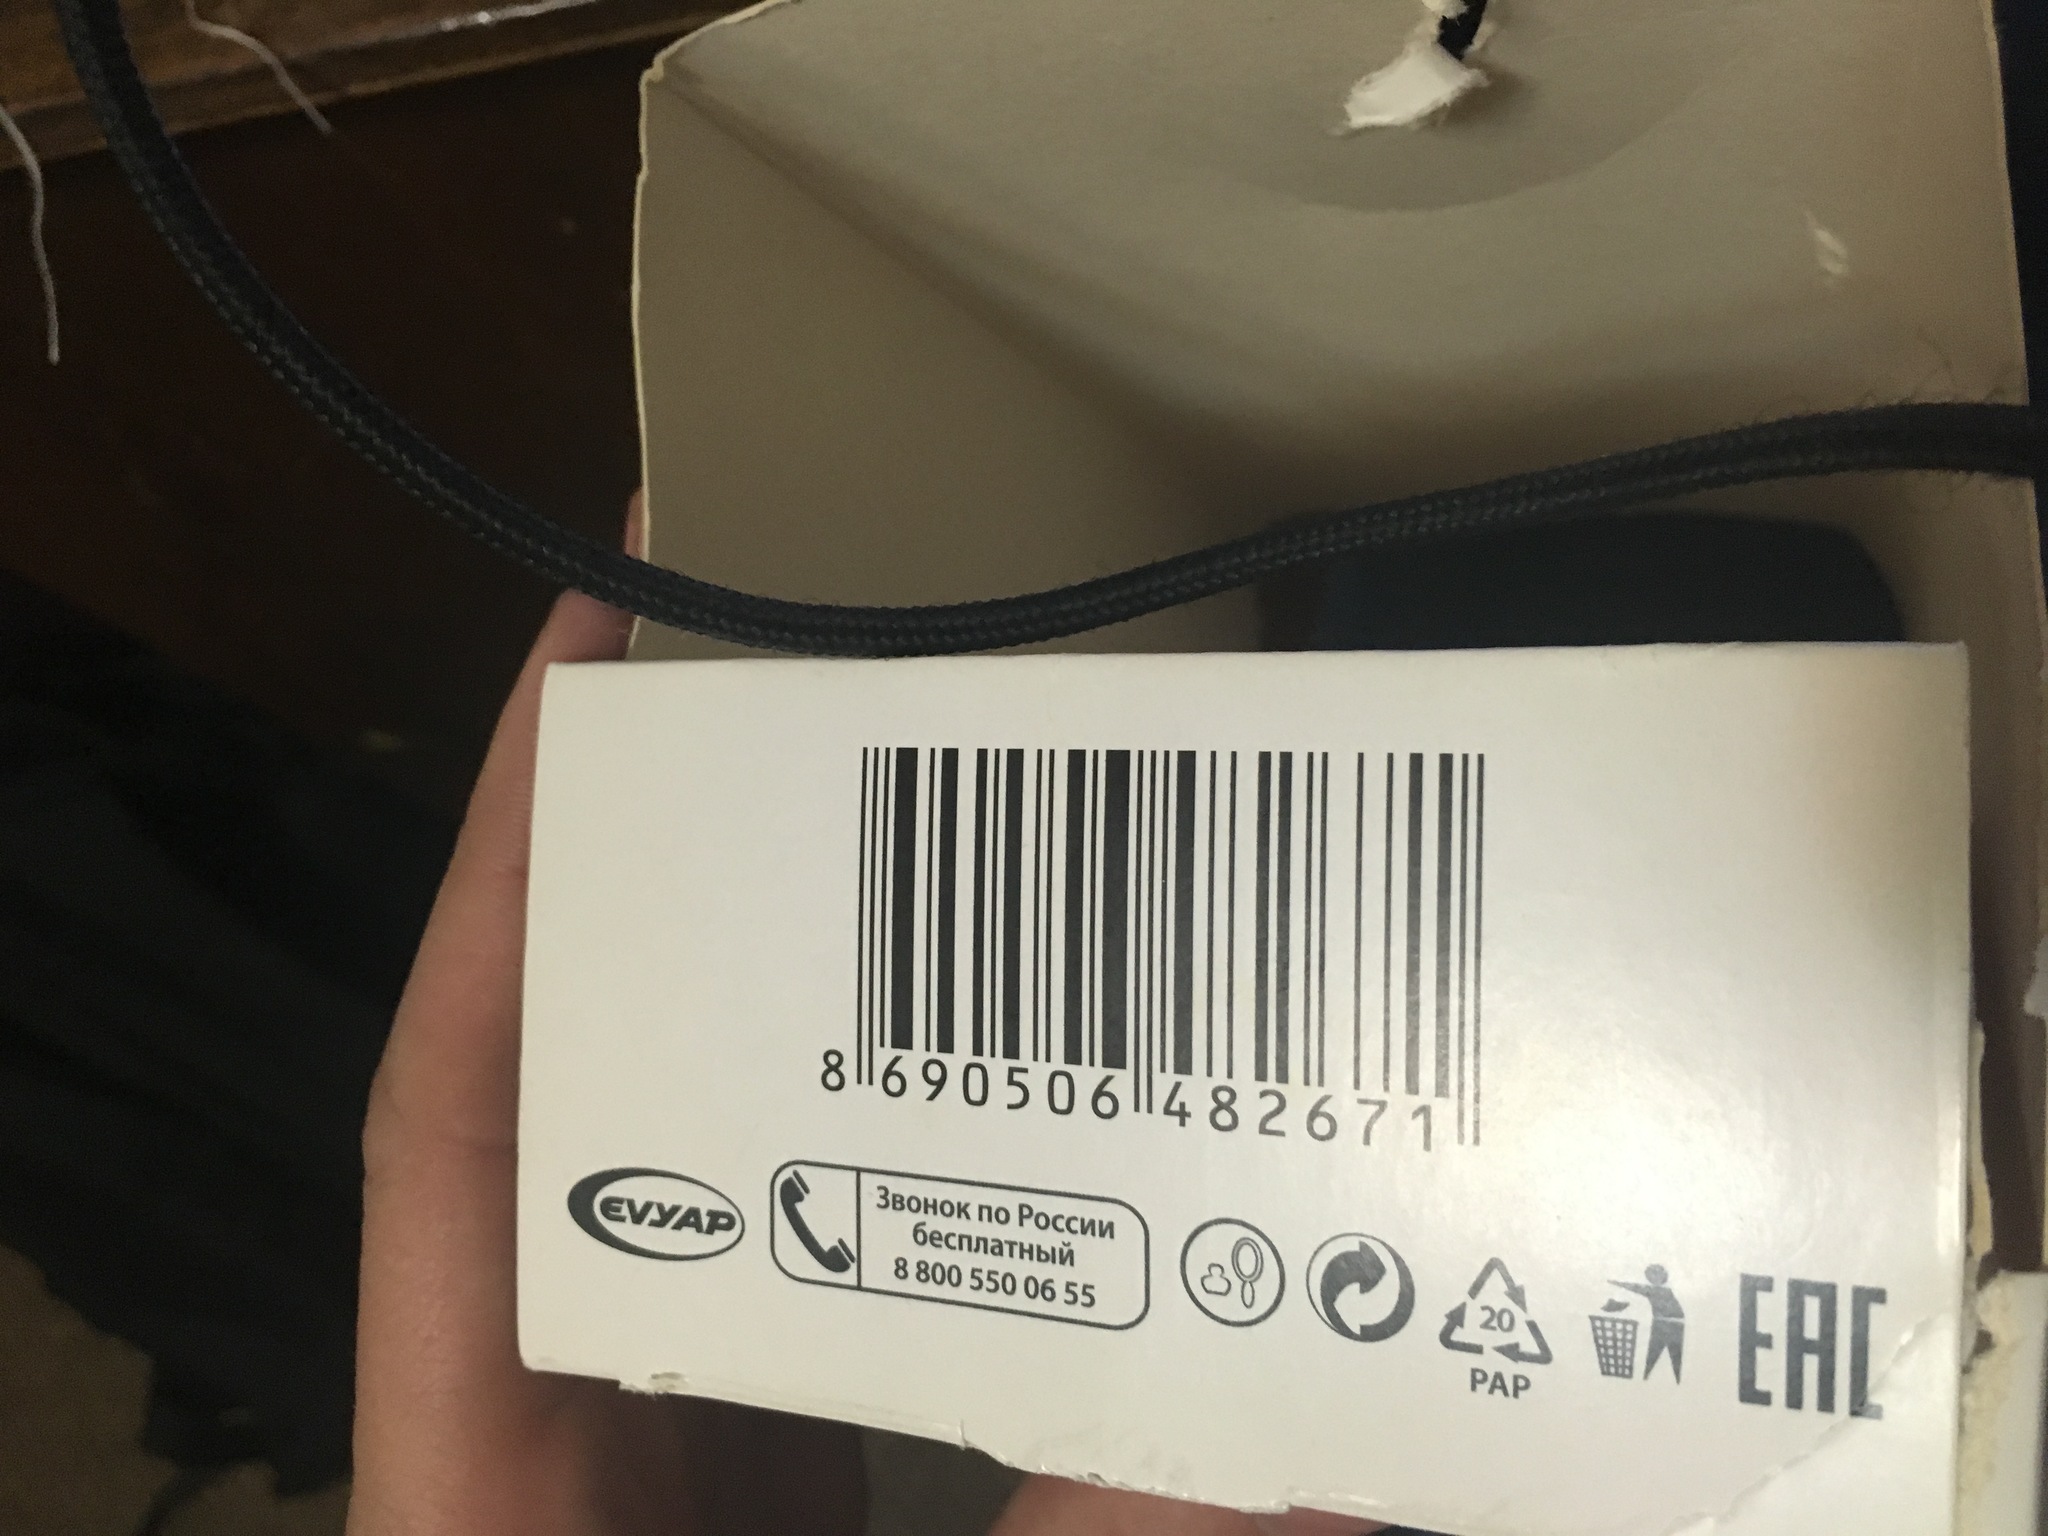 8 690506 482671
EVYAP
Звонок по России
бесплатный
8 800 550 06 55
20
PAP
EAC